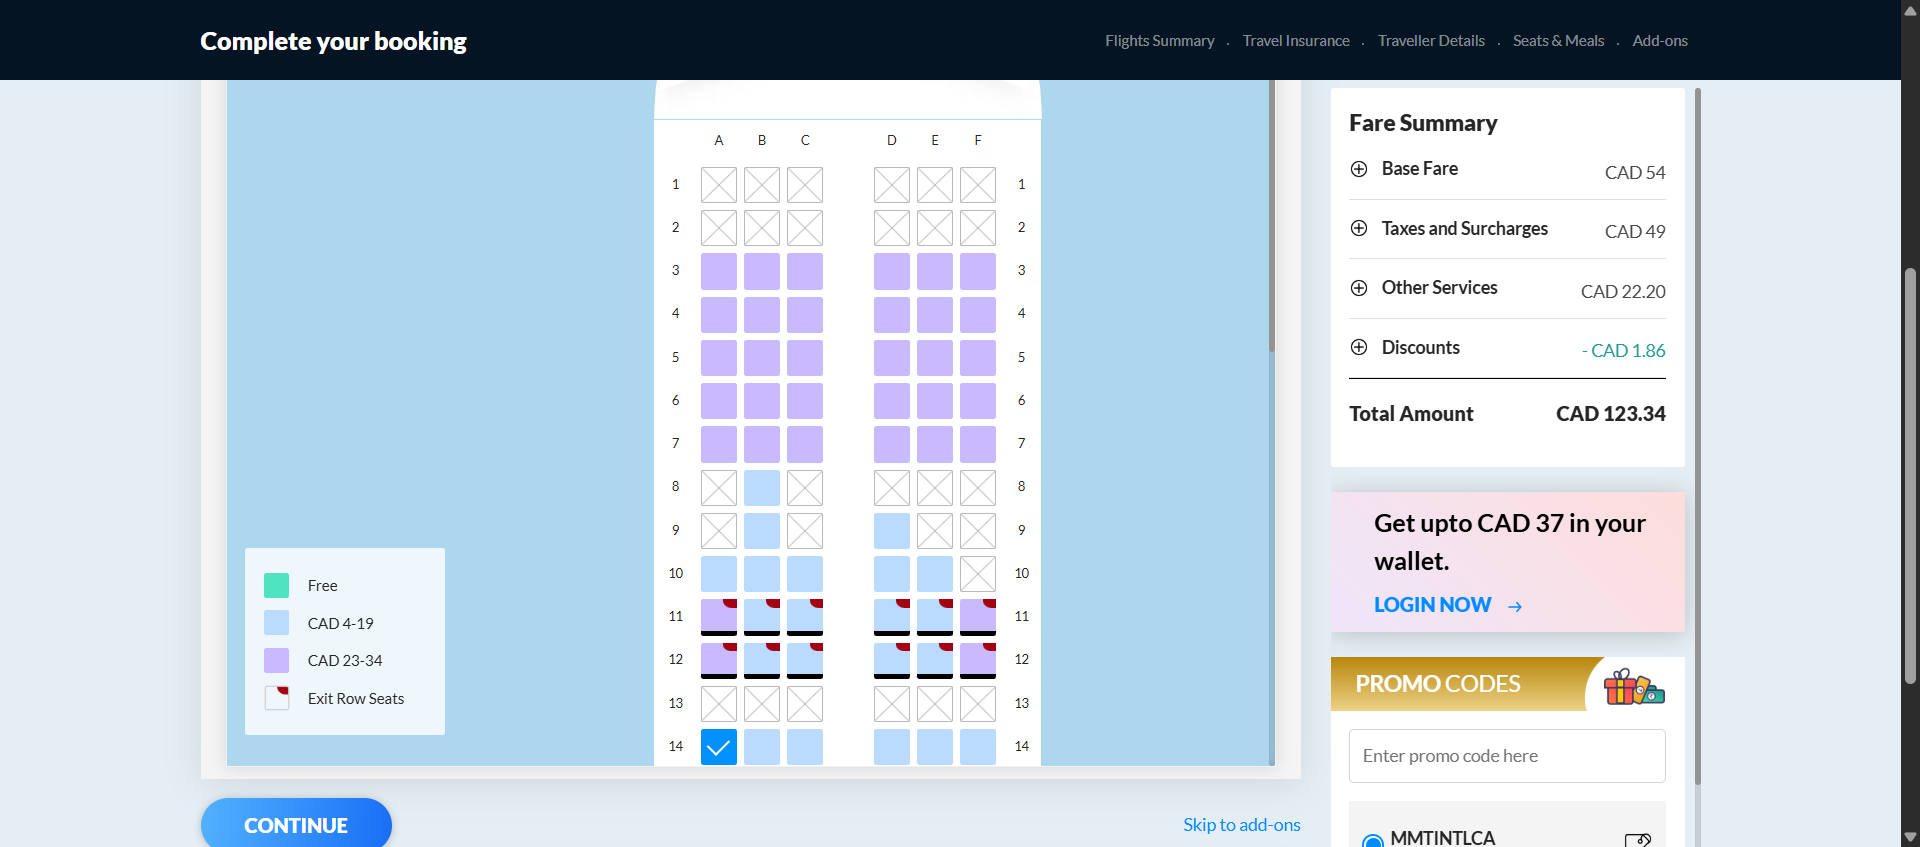 Complete your booking
Flights Summary . Travel Insurance . Traveller Details . Seats & Meals . Add-ons
A B C D E F
1 1
2 2
3 3
4 4
5 5
6 6
7 7
8 8
9 9
10 10
11 11
12 12
13 13
14 14
Free
CAD 4-19
CAD 23-34
Exit Row Seats
CONTINUE
Skip to add-ons
Fare Summary
Base Fare CAD 54
Taxes and Surcharges CAD 49
Other Services CAD 22.20
Discounts - CAD 1.86
Total Amount CAD 123.34
Get upto CAD 37 in your
wallet.
LOGIN NOW →
PROMO CODES
Enter promo code here
MMTINTLCA